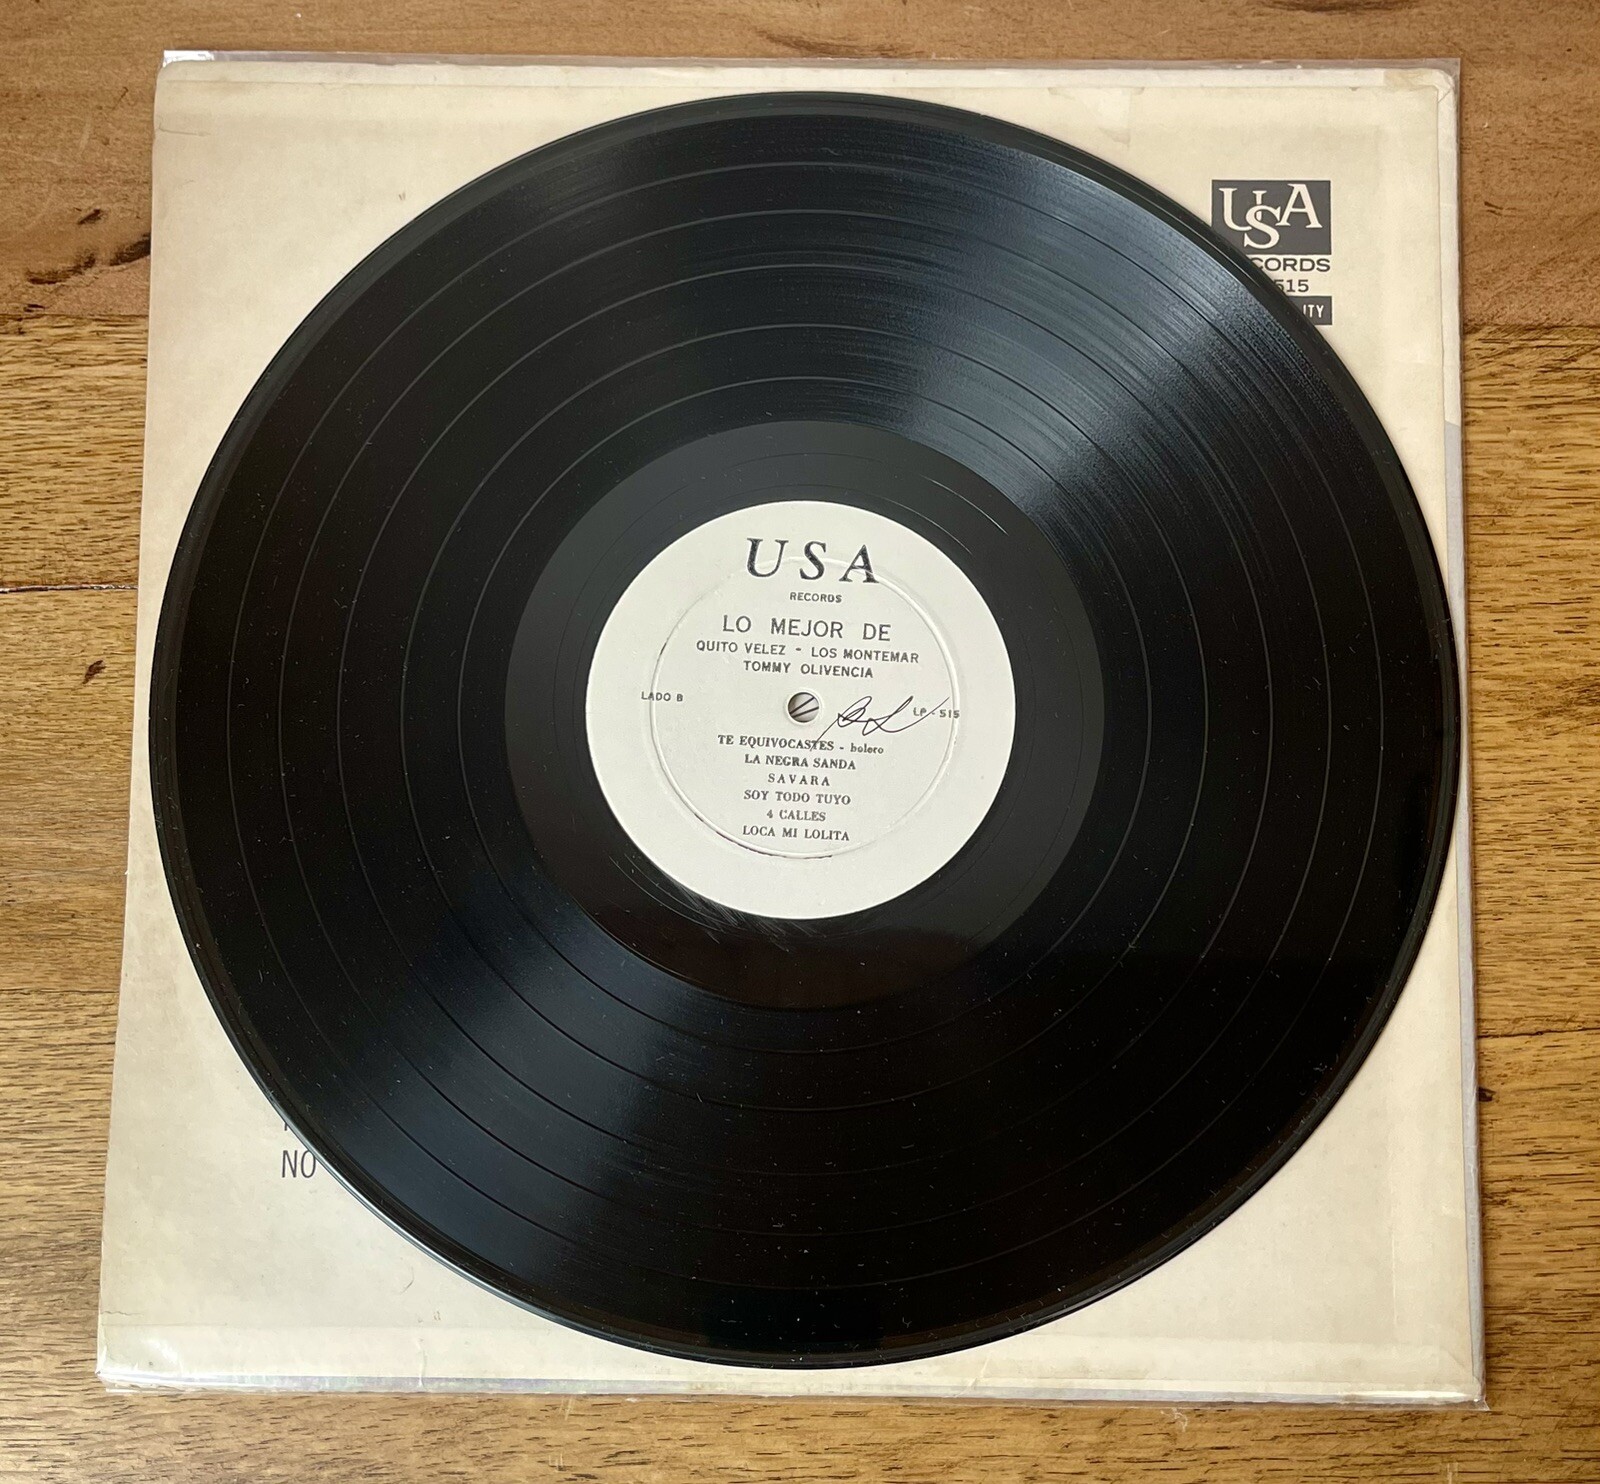 USA
CORDS
515
ITY
USA
RECORDS
LO MEJOR DE
QUITO VELEZ - LOS MONTEMAR
TOMMY OLIVENCIA
LADO B
LP-515
TE EQUIVOCASTES - bolero
LA NEGRA SANDA
SAVARA
SOY TODO TUYO
4 CALLES
LOCA MI LOLITA
NO